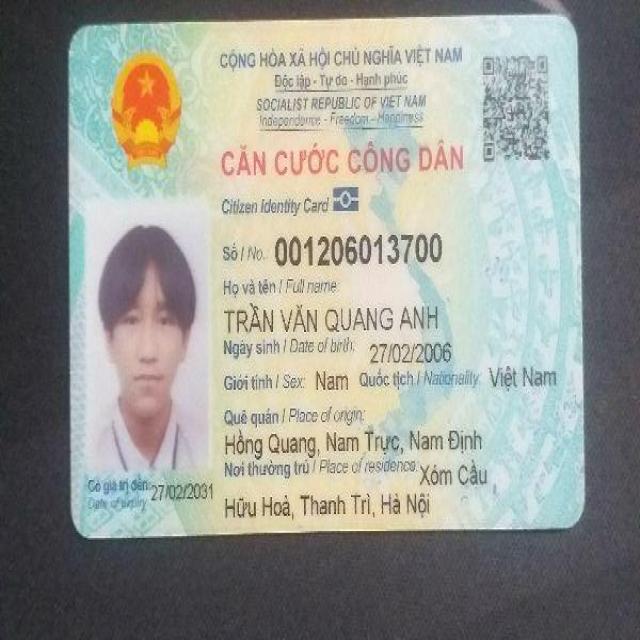 CỘNG HÒA XÃ HỘI CHỦ NGHĨA VIỆT NAM
Độc lập - Tự do - Hạnh phúc
SOCIALIST REPUBLIC OF VIET NAM
Independence - Freedom - Happiness
CĂN CƯỚC CÔNG DÂN
Citizen Identity Card
Số / No. 001206013700
Họ và tên / Full name:
TRẦN VĂN QUANG ANH
Ngày sinh / Date of birth: 27/02/2006
Giới tính / Sex: Nam Quốc tịch / Nationality: Việt Nam
Quê quán / Place of origin:
Hồng Quang, Nam Trực, Nam Định
Nơi thường trú / Place of residence: Xóm Cầu
Hữu Hoà, Thanh Trì, Hà Nội
Có giá trị đến: 27/02/2031
Date of expiry